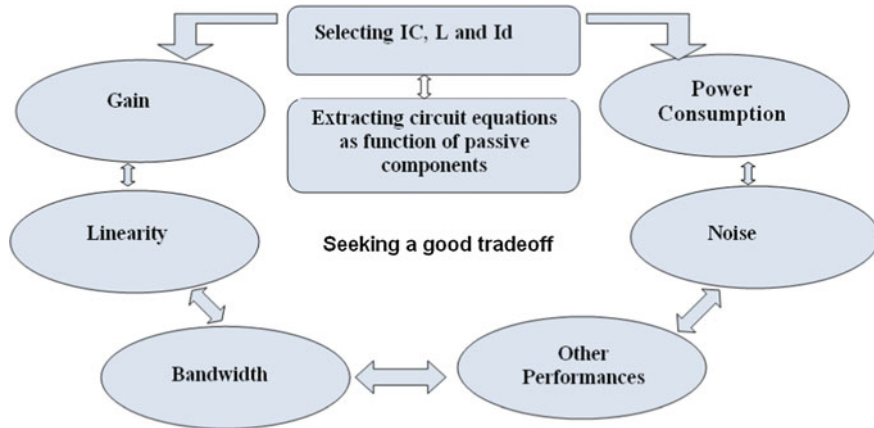 Selecting IC, L and Id
Gain
Extracting circuit equations
as function of passive
components
Power
Consumption
Linearity
Seeking a good tradeoff
Noise
Bandwidth
Other
Performances